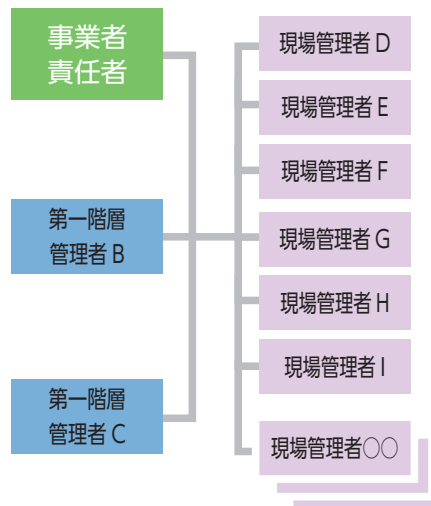 事業者
責任者
第一階層
管理者 B
第一階層
管理者 C
現場管理者 D
現場管理者 E
現場管理者 F
現場管理者 G
現場管理者 H
現場管理者 I
現場管理者○○